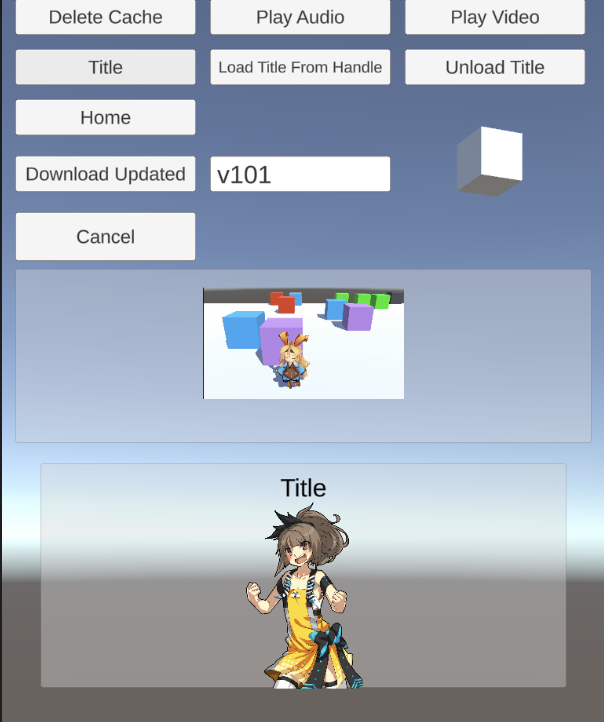 Delete Cache
Play Audio
Play Video
Title
Load Title From Handle
Unload Title
Home
Download Updated
v101
Cancel
Title